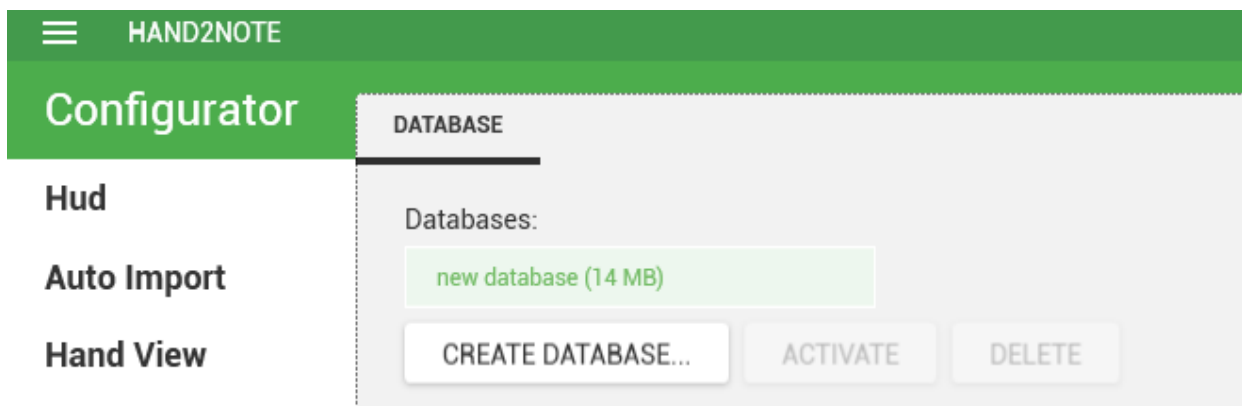 HAND2NOTE
Configurator
DATABASE
Hud
Databases:
new database (14 MB)
Auto Import
Hand View
CREATE DATABASE...
ACTIVATE
DELETE